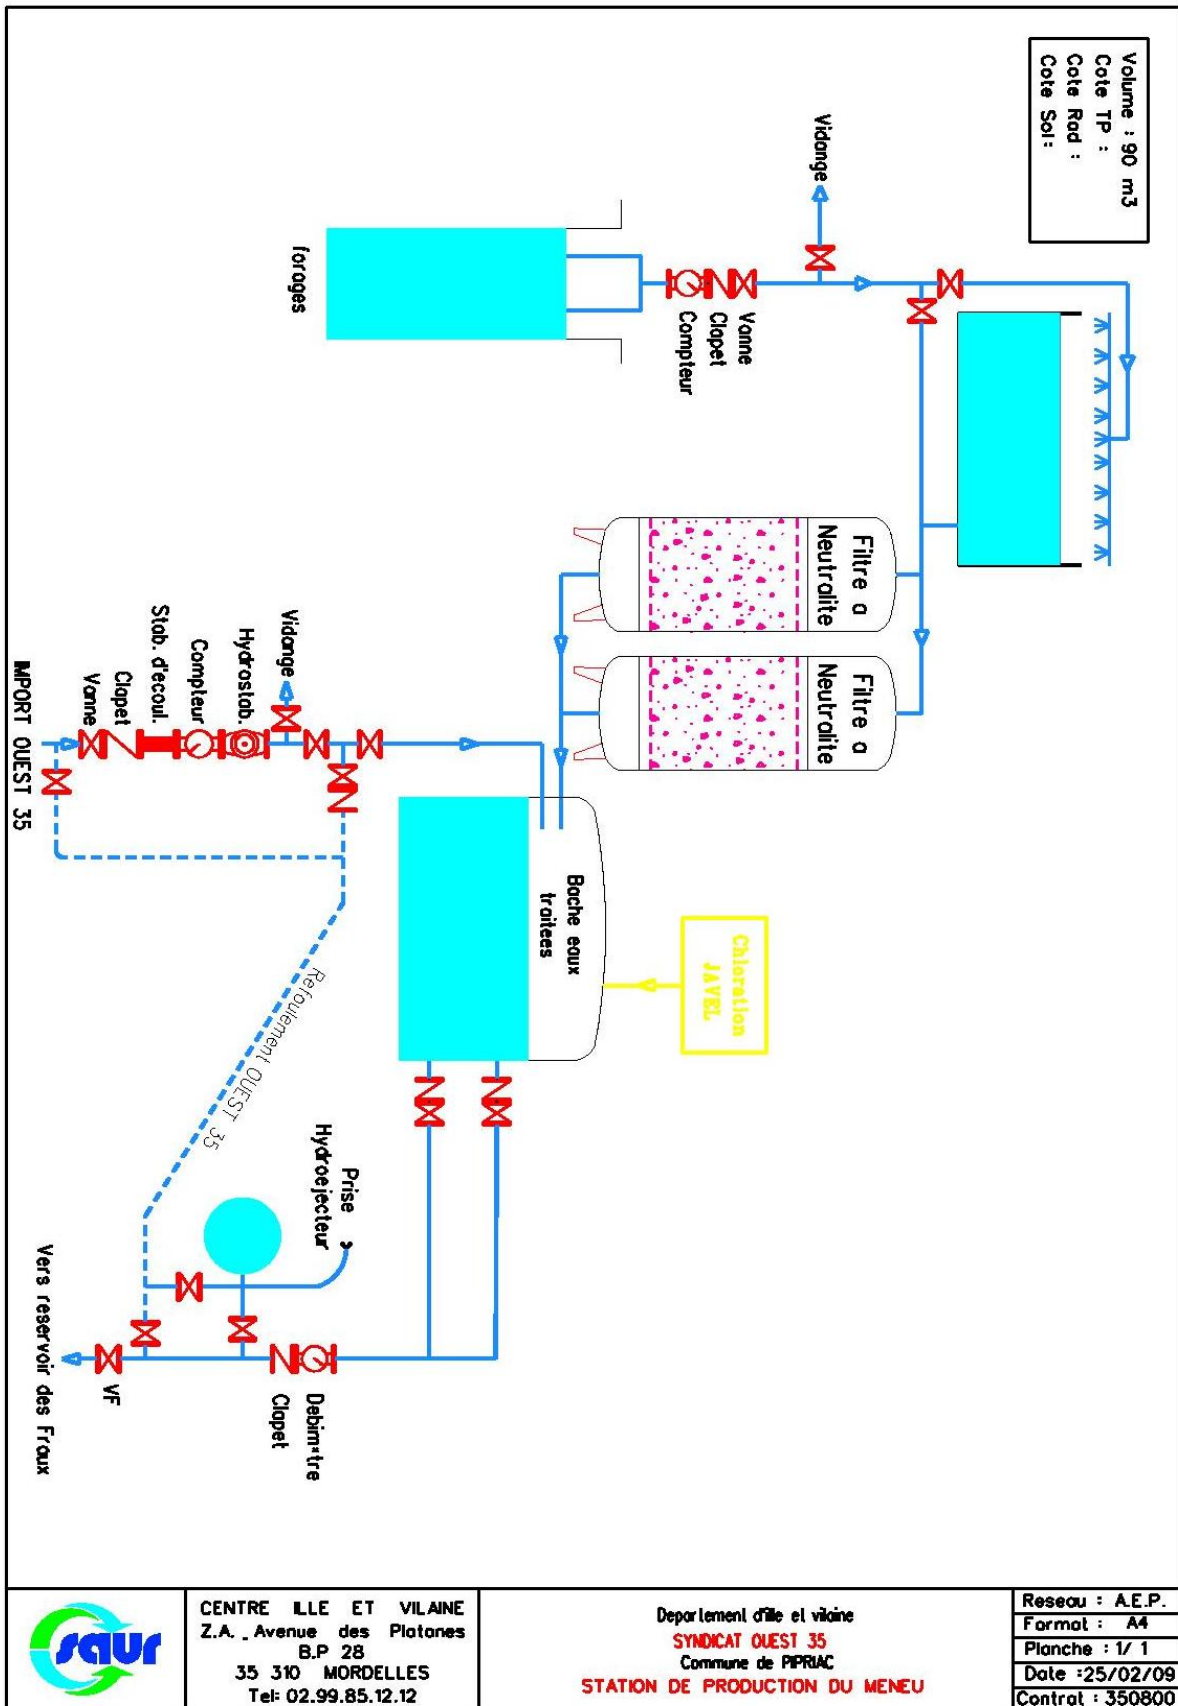 Volume : 90 m3
Cote TP :
Cote Rad :
Cote Sol:
Vidange
forages
Vanne
Clapet
Compteur
Filtre a
Neutralite
Filtre a
Neutralite
Vidange
Hydrostab.
Compteur
Stab. d'ecoul.
Clapet
Vanne
IMPORT OUEST 35
Bache eaux
traitees
Chloration
JAVEL
Refoulement OUEST 35
Prise
Hydroejecteur
Debim*tre
Clapet
VF
Vers reservoir des Fraux
saur
CENTRE ILLE ET VILAINE
Z.A. _ Avenue des Platanes
B.P 28
35 310 MORDELLES
Tel: 02.99.85.12.12
Departement d'ille et vilaine
SYNDICAT OUEST 35
Commune de PIPRIAC
STATION DE PRODUCTION DU MENEU
Reseau : A.E.P.
Format : A4
Planche : 1/ 1
Date :25/02/09
Contrat : 350800